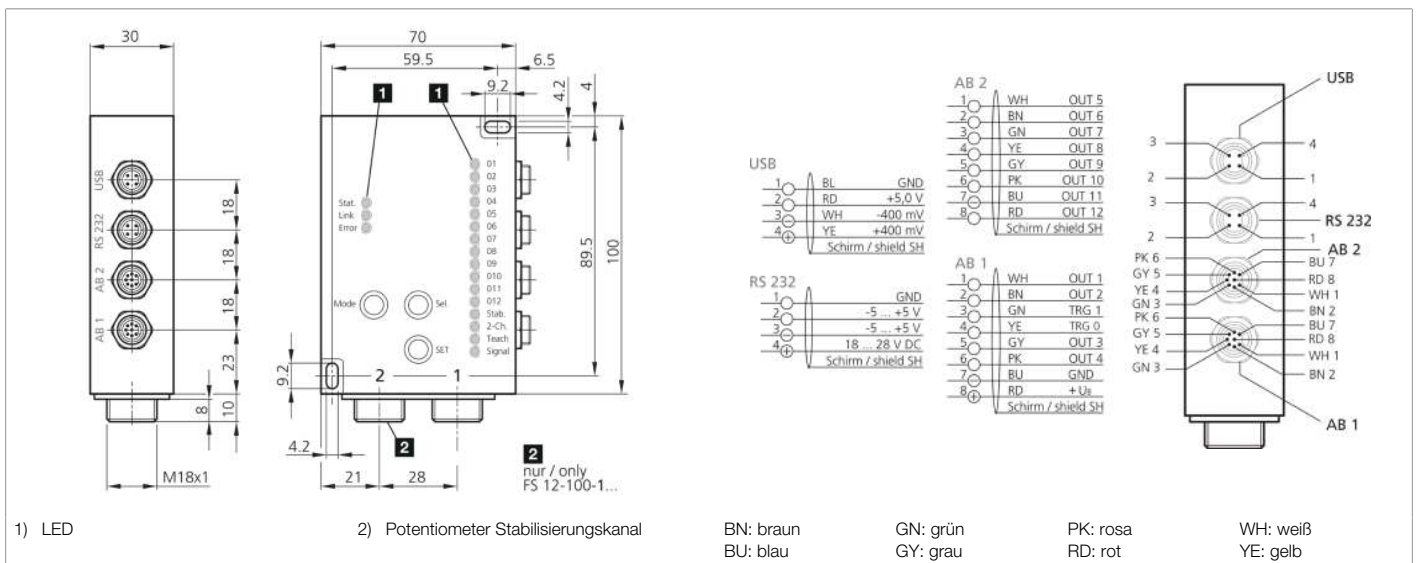 30
USB
RS 232
AB 2
AB 1
18
18
18
23
8
10
M18x1
70
59.5
6.5
9.2
4.2
4
1
1
Stat.
Link
Error
01
02
03
04
05
06
07
08
09
010
011
012
Stab.
2-Ch.
Teach
Signal
Mode
Sel.
SET
2
1
89.5
100
9.2
4.2
21
28
2
2
nur / only
FS 12-100-1...
USB
1 BL GND
2 RD +5,0 V
3 WH -400 mV
4 YE +400 mV
Schirm / shield SH
RS 232
1 GND
2 -5 ... +5 V
3 -5 ... +5 V
4 18 ... 28 V DC
Schirm / shield SH
AB 2
1 WH OUT 5
2 BN OUT 6
3 GN OUT 7
4 YE OUT 8
5 GY OUT 9
6 PK OUT 10
7 BU OUT 11
8 RD OUT 12
Schirm / shield SH
AB 1
1 WH OUT 1
2 BN OUT 2
3 GN TRG 1
4 YE TRG 0
5 GY OUT 3
6 PK OUT 4
7 BU GND
8 RD + UB
Schirm / shield SH
USB
3 4
2 1
3 4
RS 232
2 1
AB 2
PK 6 BU 7
GY 5 RD 8
YE 4 WH 1
GN 3 BN 2
PK 6 BU 7
GY 5 RD 8
YE 4 WH 1
GN 3 BN 2
AB 1
1) LED
2) Potentiometer Stabilisierungskanal
BN: braun GN: grün PK: rosa WH: weiß
BU: blau GY: grau RD: rot YE: gelb